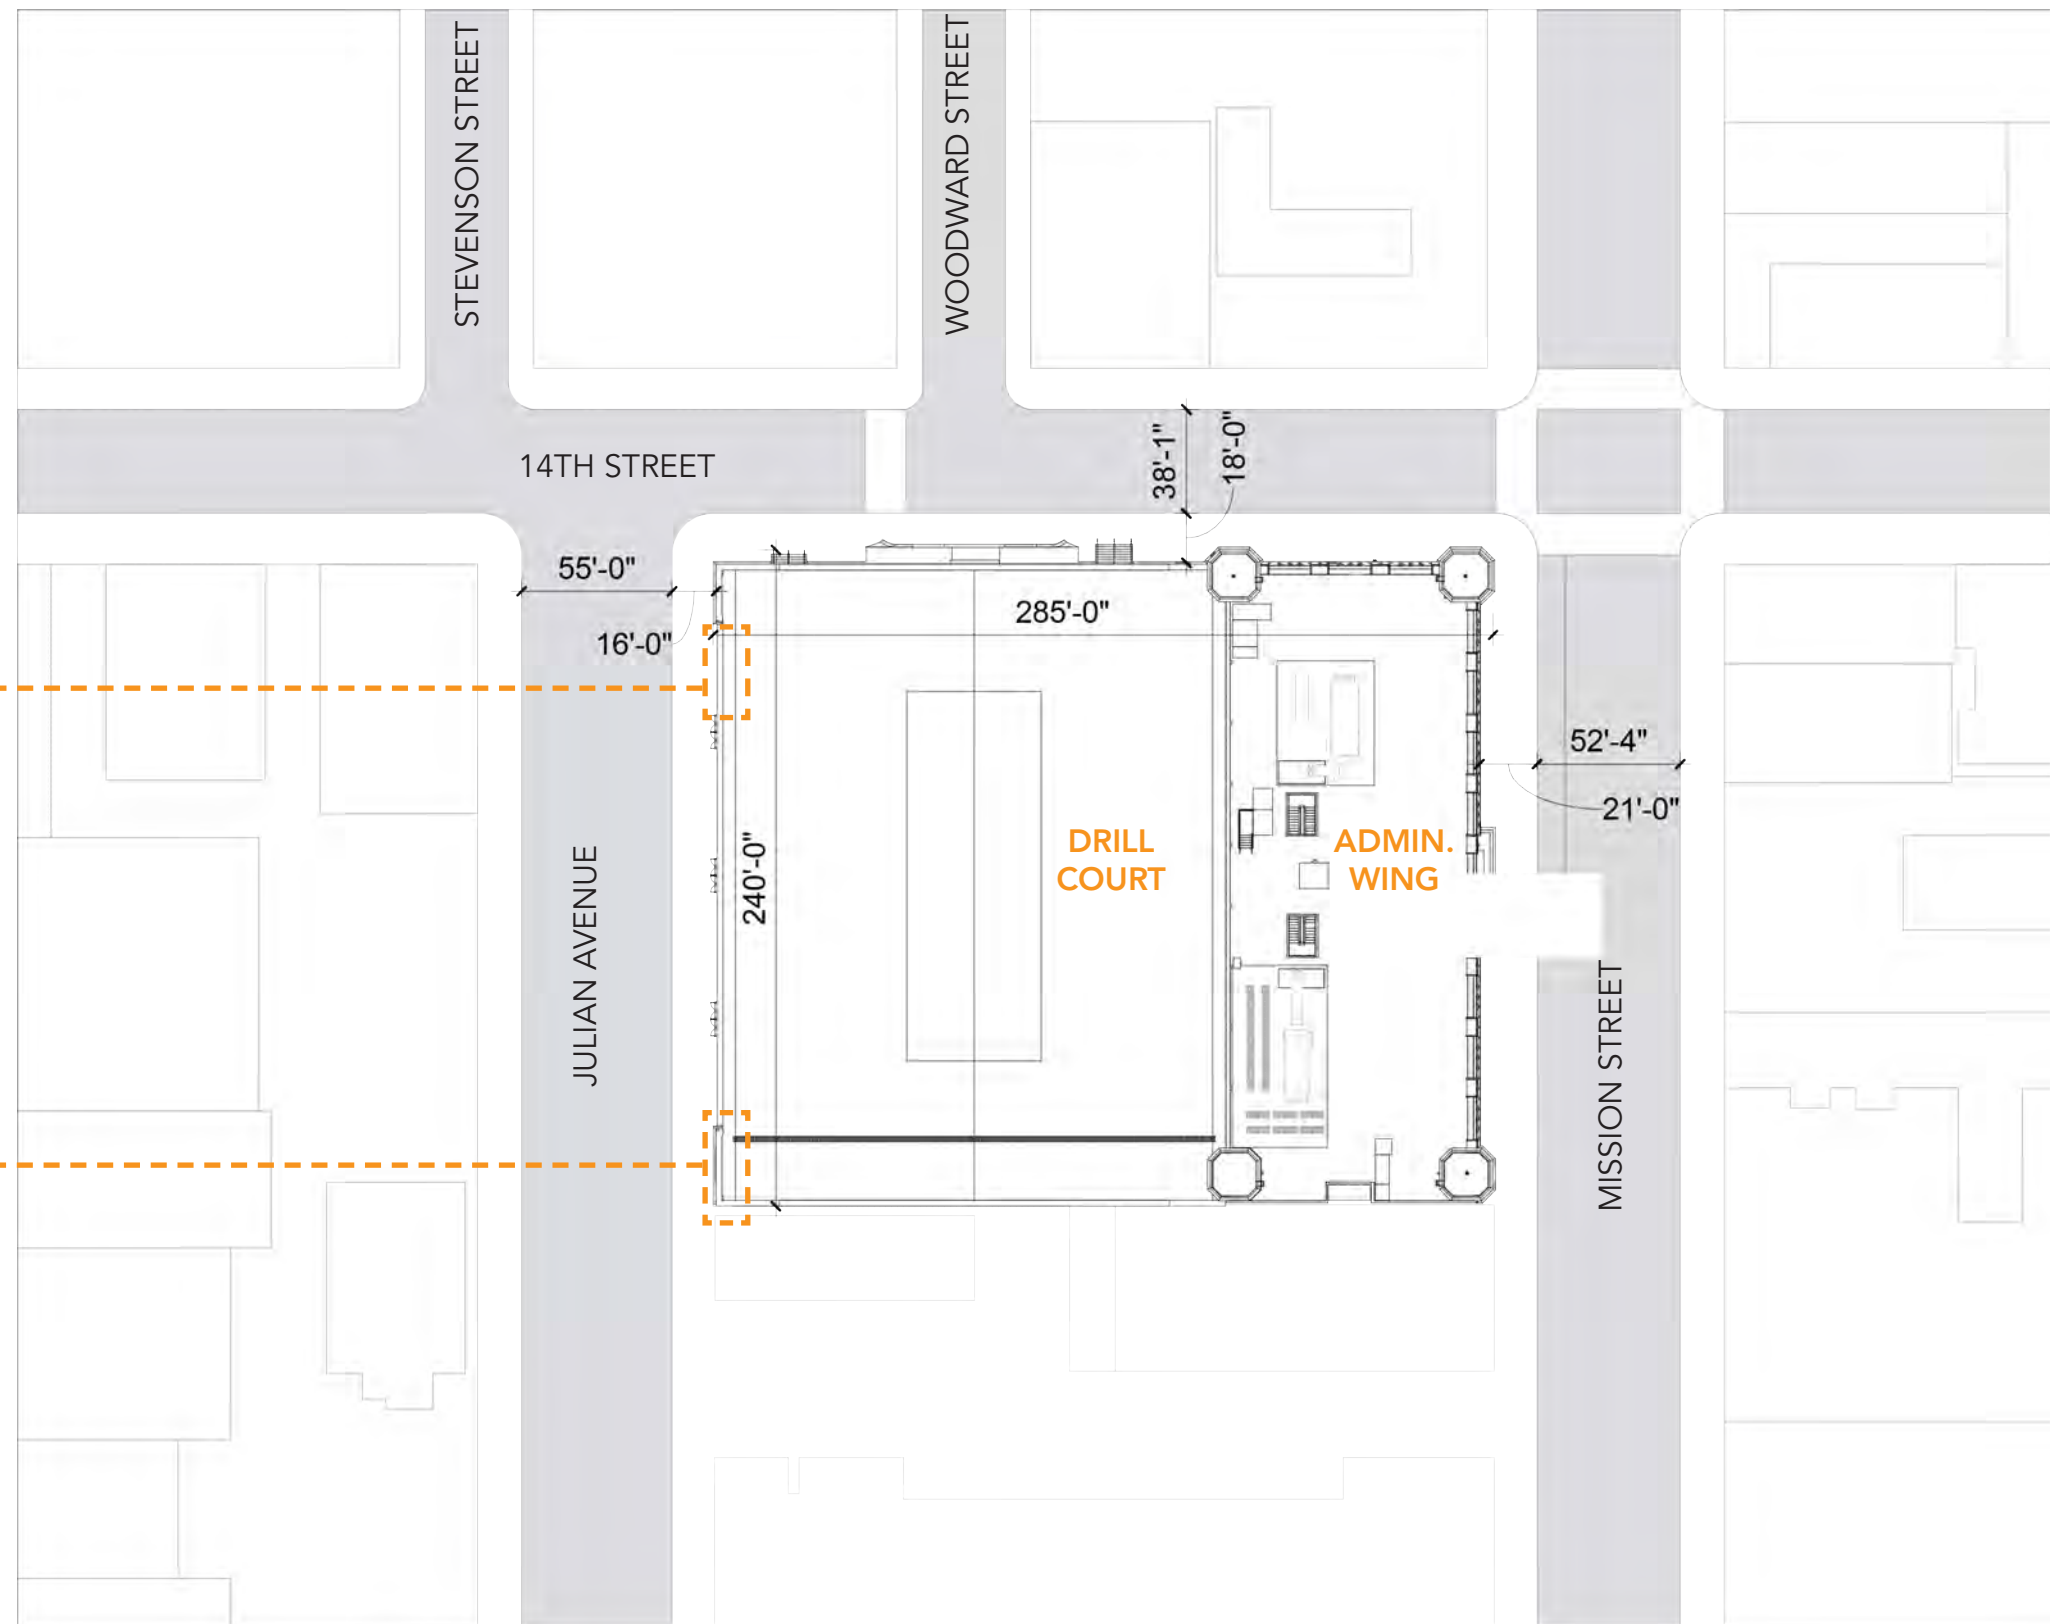 STEVENSON STREET
WOODWARD STREET
14TH STREET
38'-1"
18'-0"
55'-0"
16'-0"
285'-0"
52'-4"
21'-0"
240'-0"
DRILL
COURT
ADMIN.
WING
JULIAN AVENUE
MISSION STREET